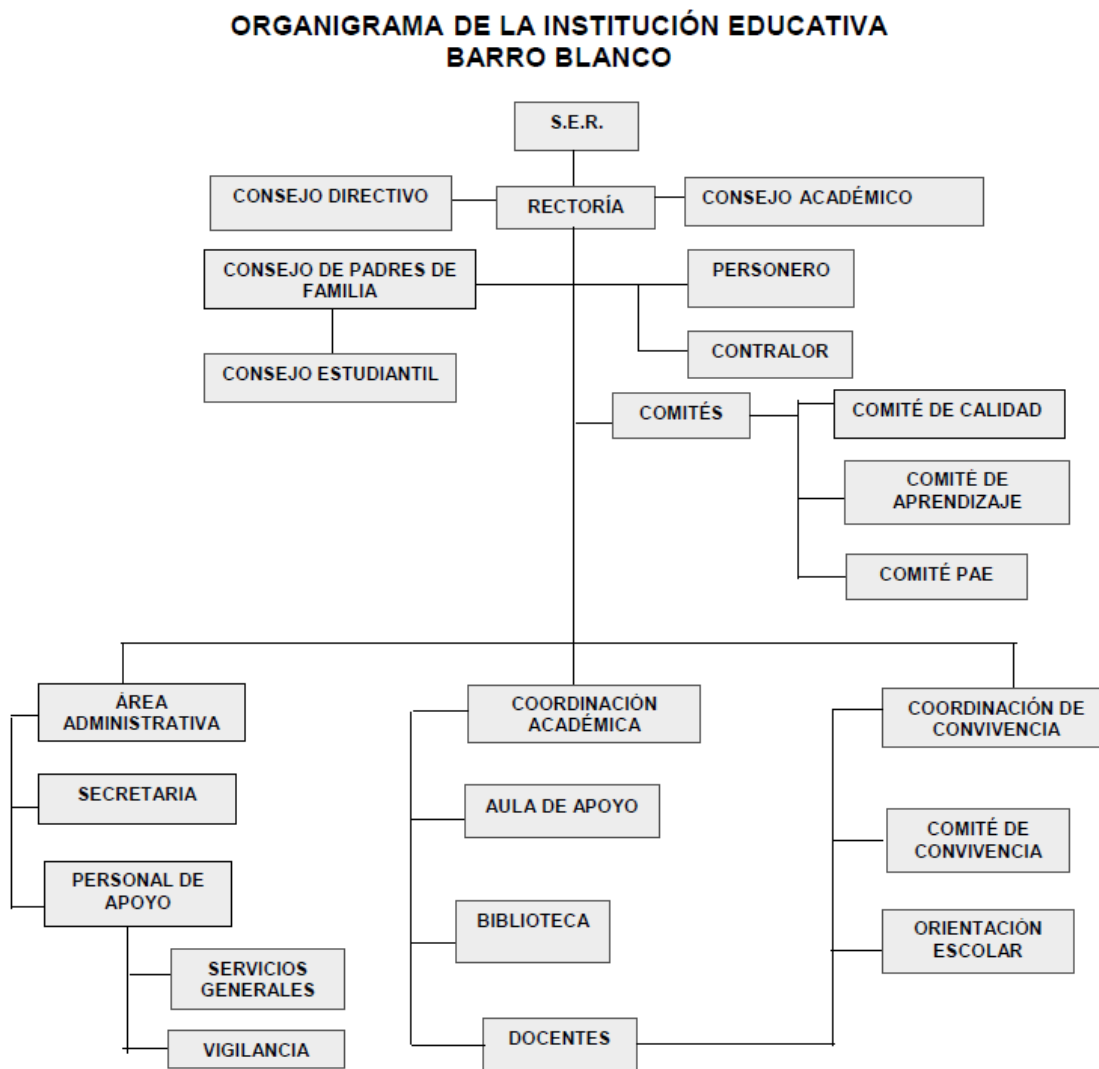 ORGANIGRAMA DE LA INSTITUCIÓN EDUCATIVA
BARRO BLANCO
S.E.R.
CONSEJO DIRECTIVO
RECTORÍA
CONSEJO ACADÉMICO
CONSEJO DE PADRES DE
FAMILIA
PERSONERO
CONTRALOR
CONSEJO ESTUDIANTIL
COMITÉS
COMITÉ DE CALIDAD
COMITÉ DE
APRENDIZAJE
COMITÉ PAE
ÁREA
ADMINISTRATIVA
SECRETARIA
PERSONAL DE
APOYO
SERVICIOS
GENERALES
VIGILANCIA
COORDINACIÓN
ACADÉMICA
AULA DE APOYO
BIBLIOTECA
DOCENTES
COORDINACIÓN DE
CONVIVENCIA
COMITÉ DE
CONVIVENCIA
ORIENTACIÓN
ESCOLAR